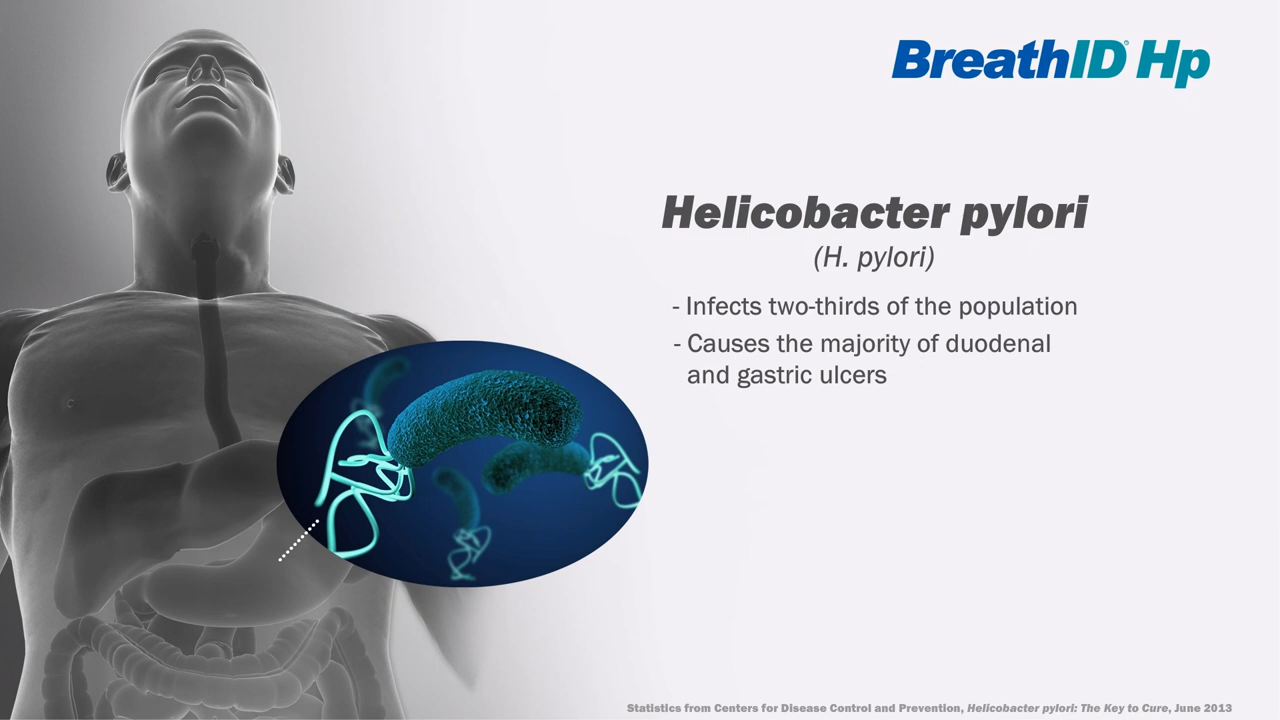 BreathID® Hp
Helicobacter pylori
(H. pylori)
- Infects two-thirds of the population
- Causes the majority of duodenal
and gastric ulcers
Statistics from Centers for Disease Control and Prevention, Helicobacter pylori: The Key to Cure, June 2013